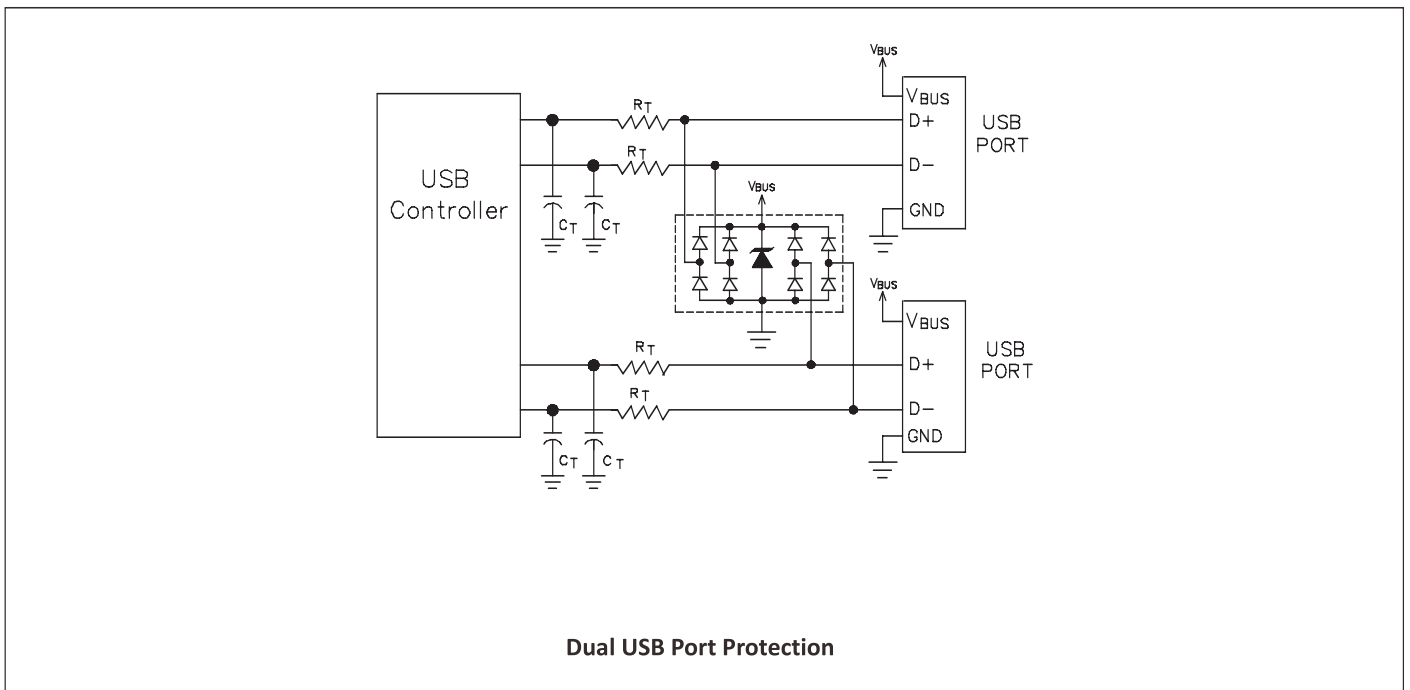 VBUS
VBUS
D+
D−
GND
USB
PORT
RT
RT
USB
Controller
CT
CT
VBUS
VBUS
VBUS
D+
D−
GND
USB
PORT
RT
RT
CT
CT
Dual USB Port Protection